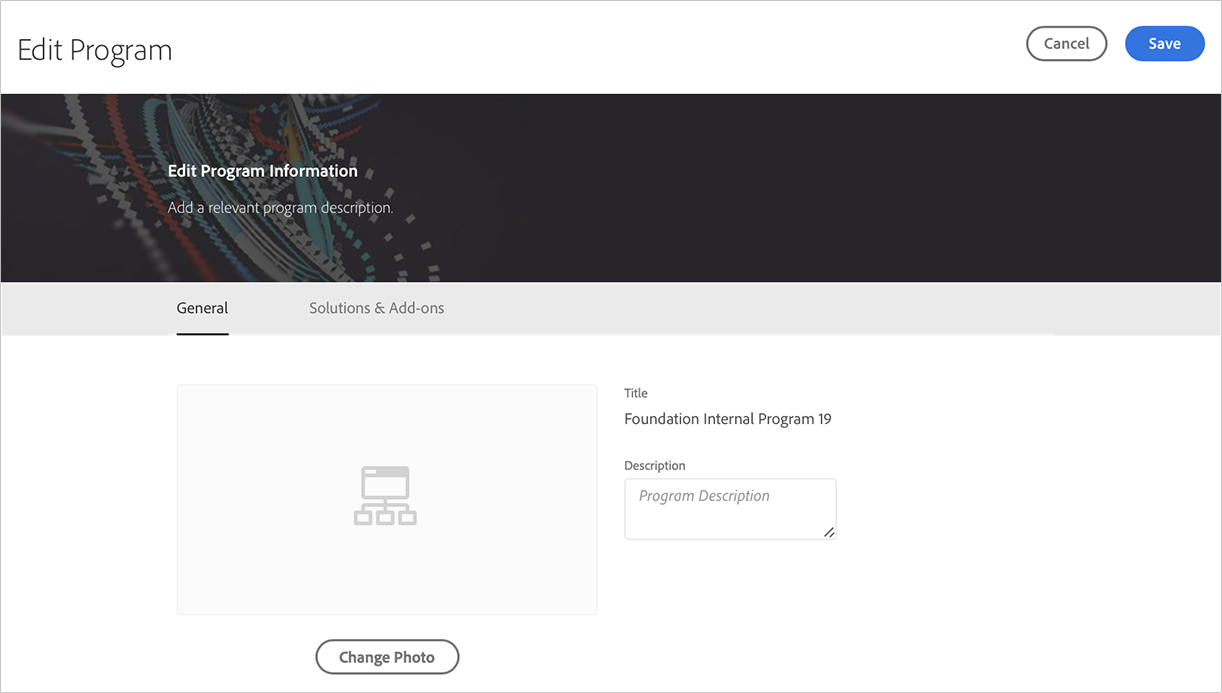 Edit Program
Cancel
Save
Edit Program Information
Add a relevant program description.
General
Solutions & Add-ons
Title
Foundation Internal Program 19
Description
Program Description
Change Photo